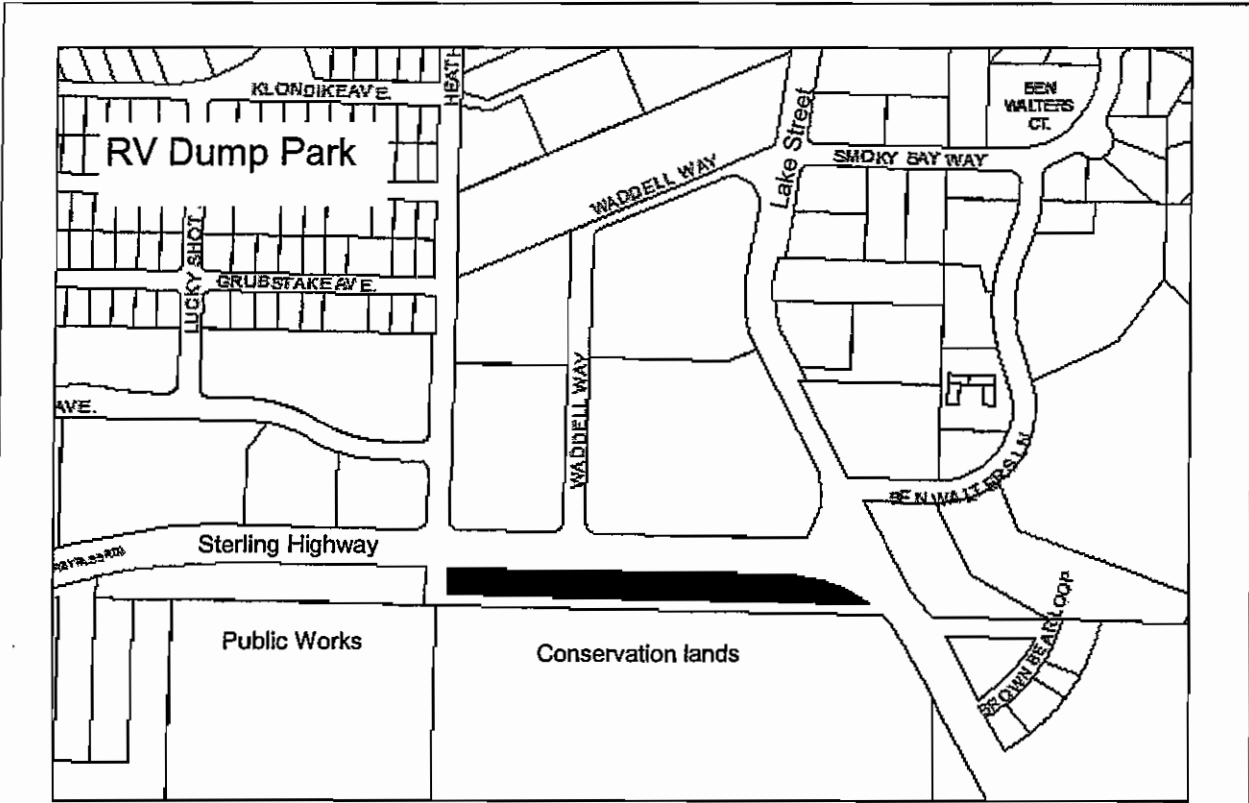 KLONDIKE AVE.
HEATH
BEN
WALTERS
CT.
RV Dump Park
Lake Street
SMOKY BAY WAY
WADDELL WAY
LUCKY SHOT
GRUBSTAKE AVE.
WADDELL WAY
AVE.
BEN WALTERS LN
Sterling Highway
BROWN BEAR LOOP
Public Works
Conservation lands